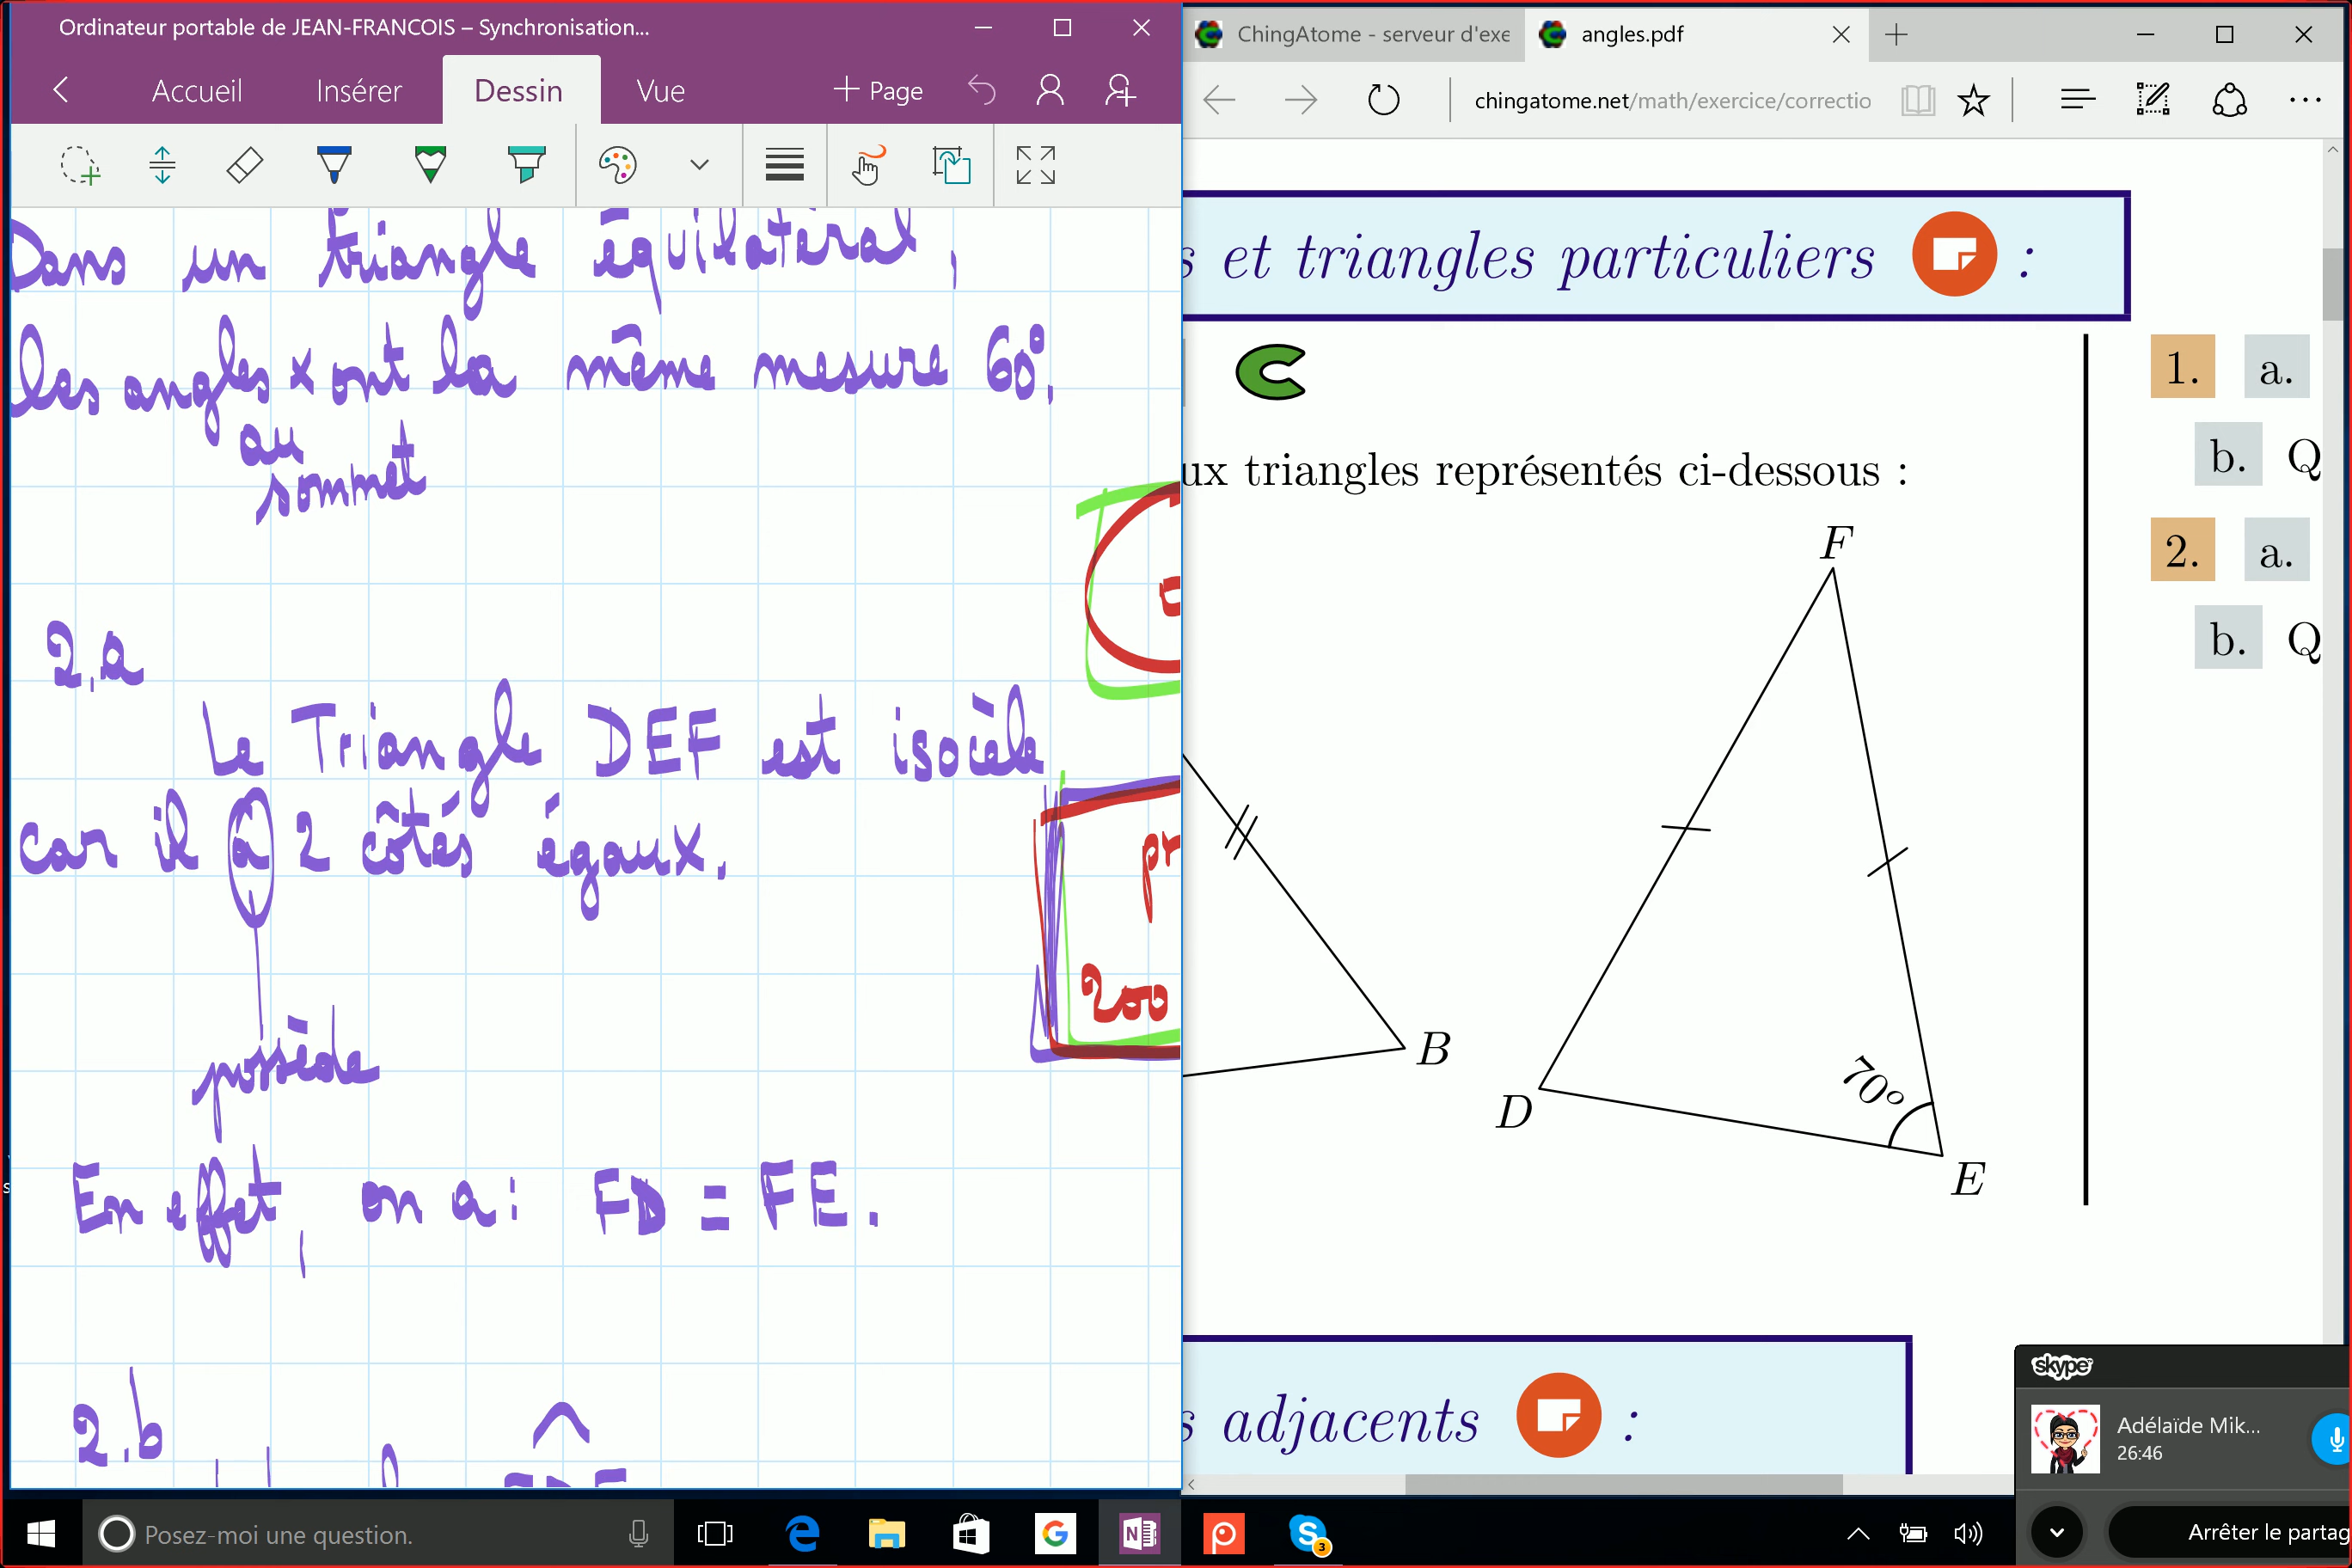 Ordinateur portable de JEAN-FRANCOIS – Synchronisation...
Accueil Insérer Dessin Vue
Page
Dans un triangle équilatéral,
les angles x ont la même mesure 60°.
au
sommet
2.a
Le Triangle DEF est isocèle
car il a 2 côtés égaux.
possède
En effet, on a : FD = FE.
2.b
pr
200
ChingAtome - serveur d'exe
angles.pdf
chingatome.net/math/exercice/correctio
s et triangles particuliers :
ux triangles représentés ci-dessous :
F
B
D
70°
E
1. a.
b. Q
2. a.
b. Q
s adjacents :
skype
Adélaïde Mik...
26:46
Arrêter le partag
Posez-moi une question.
3